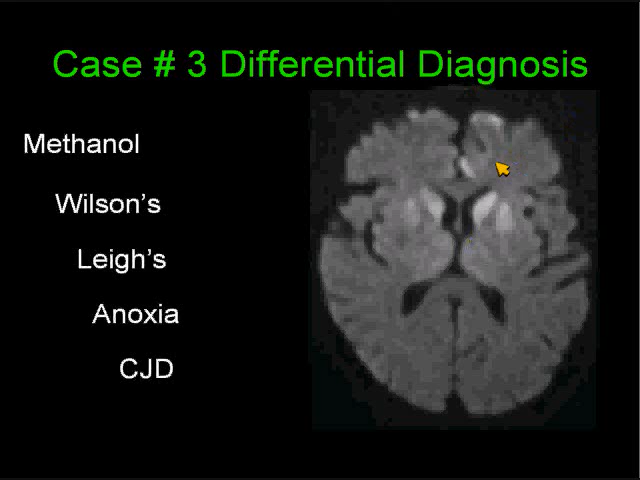 Case # 3 Differential Diagnosis
Methanol
Wilson’s
Leigh’s
Anoxia
CJD